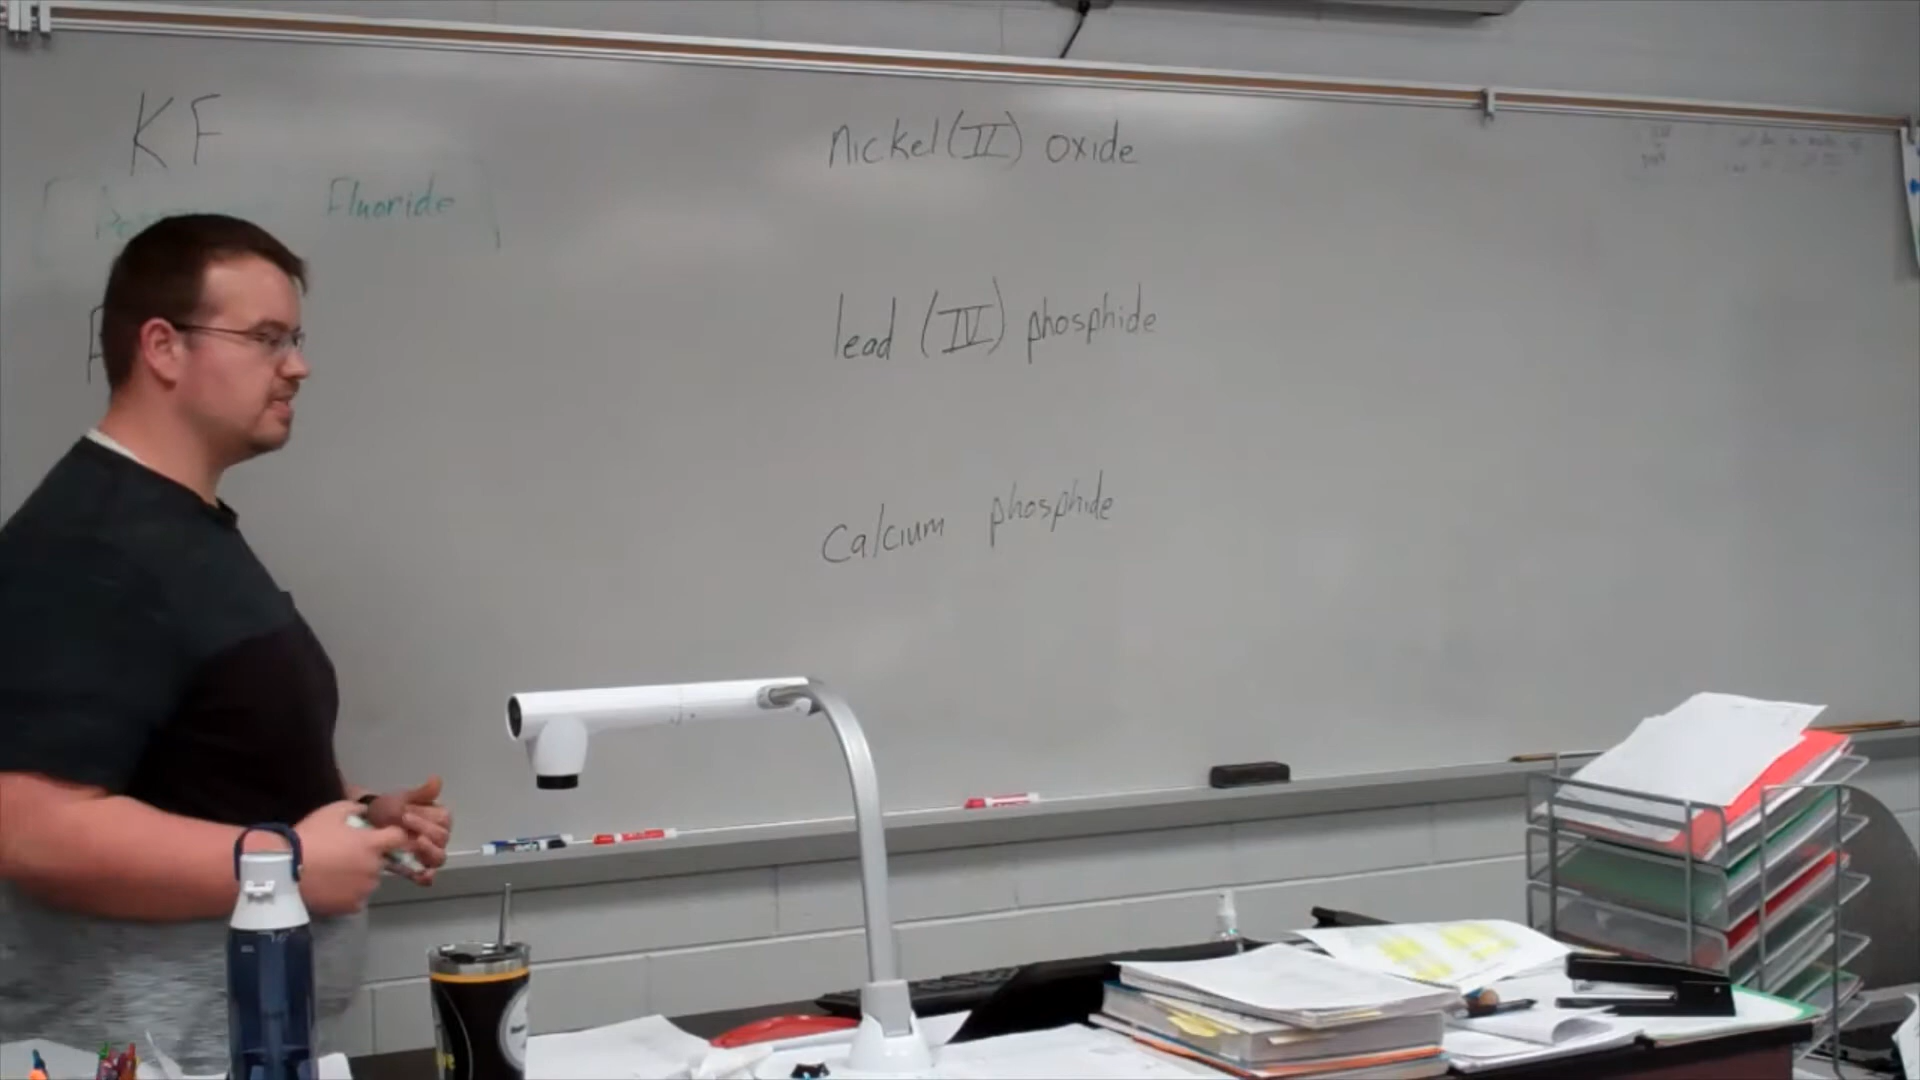 KF
Fluoride
nickel (II) oxide
lead (IV) phosphide
Calcium phosphide